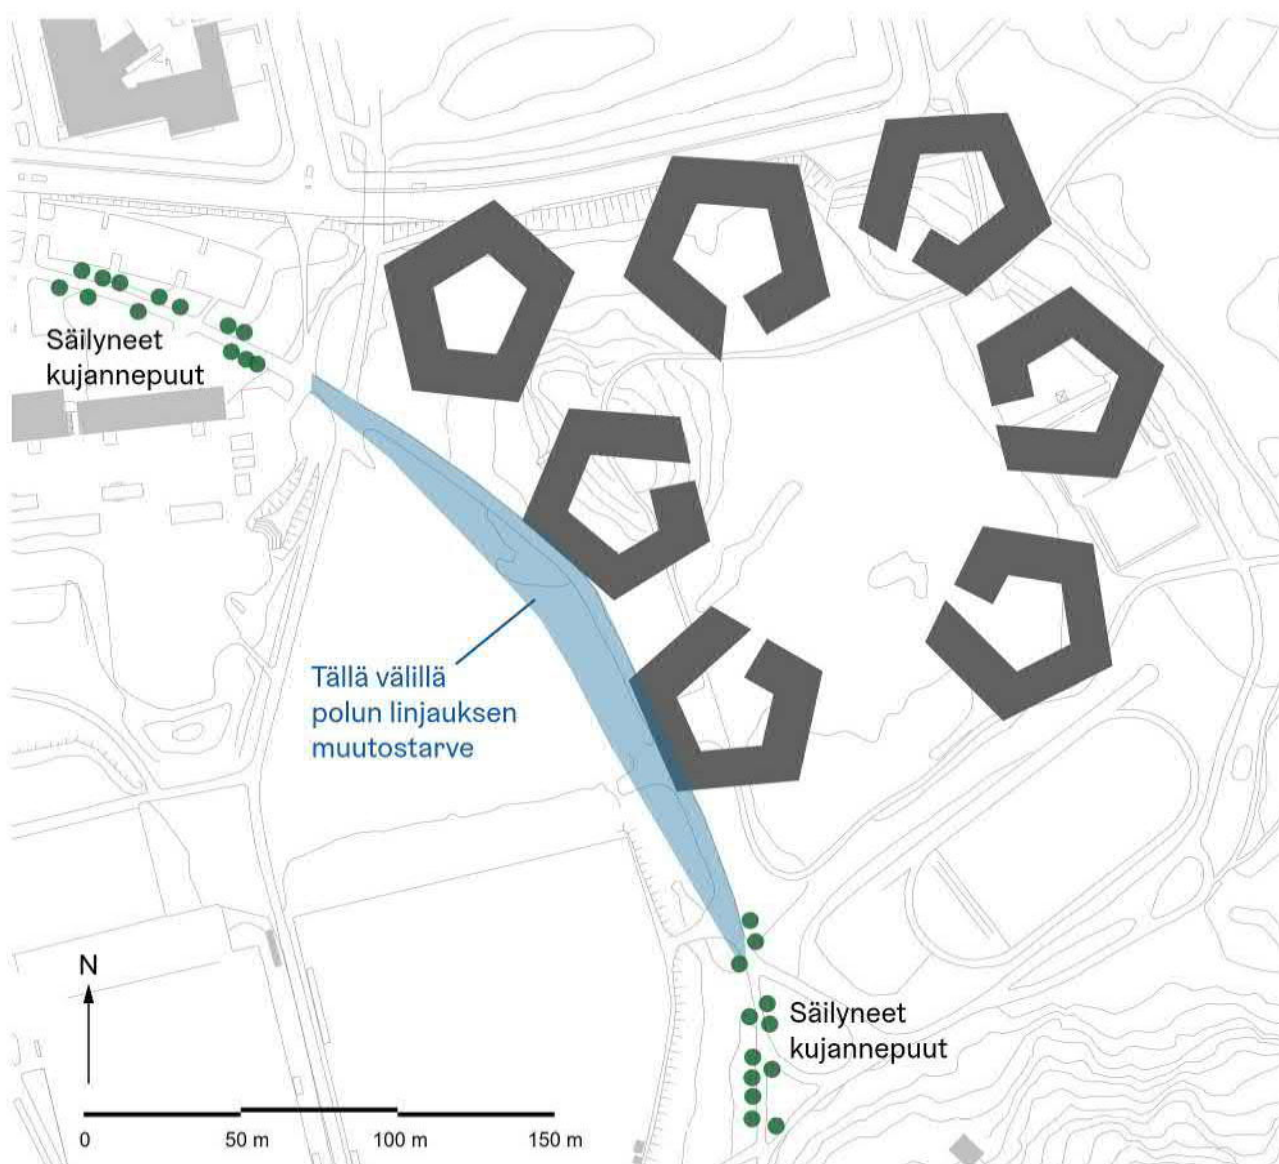 Säilyneet
kujannepuut
Tällä välillä
polun linjauksen
muutostarve
N
Säilyneet
kujannepuut
0 50 m 100 m 150 m